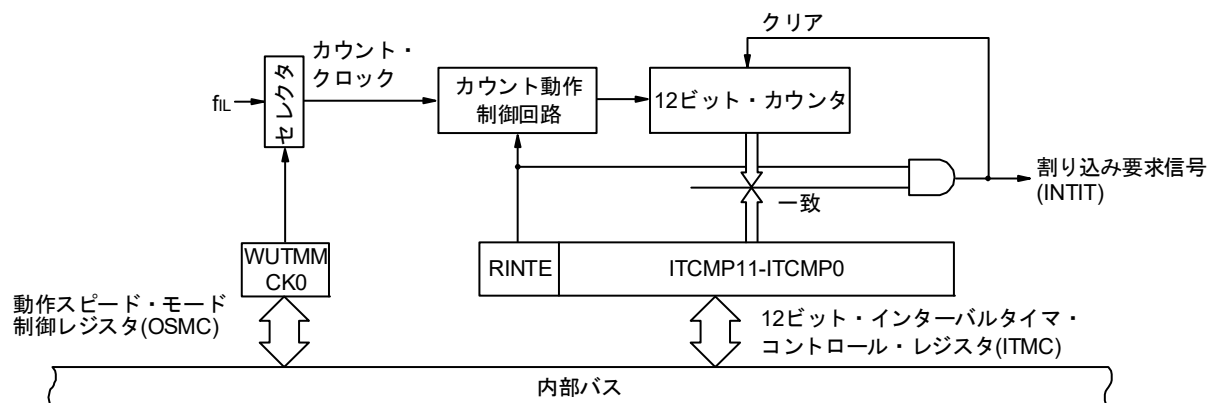 クリア
カウント・
クロック
fIL
セレクタ
カウント動作
制御回路
12ビット・カウンタ
一致
割り込み要求信号
(INTIT)
WUTMM
CK0
RINTE
ITCMP11-ITCMP0
動作スピード・モード
制御レジスタ(OSMC)
12ビット・インターバルタイマ・
コントロール・レジスタ(ITMC)
内部バス